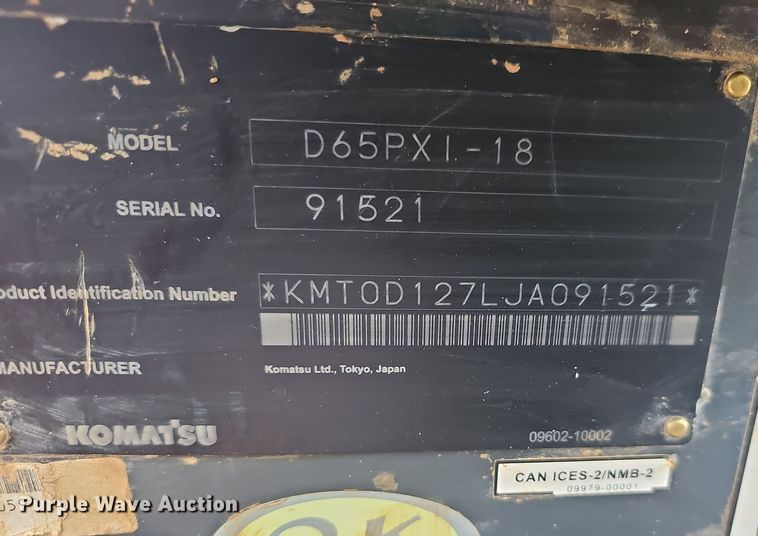 MODEL D65PXI-18
SERIAL No. 91521
oduct Identification Number *KMT0D127LJA091521*
MANUFACTURER Komatsu Ltd., Tokyo, Japan
KOMATSU 09602-10002
CAN ICES-2/NMB-2
09979-00001
Purple Wave Auction
OK